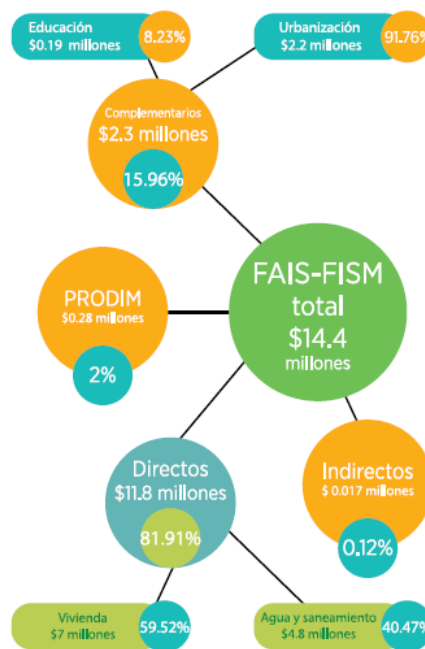 Educación
$0.19 millones
8.23%
Urbanización
$2.2 millones
91.76%
Complementarios
$2.3 millones
15.96%
FAIS-FISM
total
$14.4
millones
PRODIM
$0.28 millones
2%
Directos
$11.8 millones
81.91%
Indirectos
$ 0.017 millones
0.12%
Vivienda
$7 millones
59.52%
Agua y saneamiento
$4.8 millones
40.47%